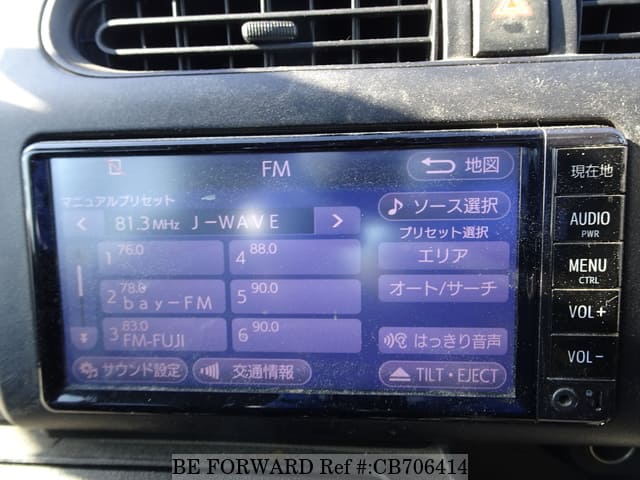 FM
地図
現在地
マニュアルプリセット
ソース選択
81.3MHz J-WAVE
プリセット選択
AUDIO
PWR
1 76.0
4 88.0
エリア
MENU
CTRL
2 78.0 bay-FM
5 90.0
オート/サーチ
VOL+
3 83.0 FM-FUJI
6 90.0
はっきり音声
VOL-
サウンド設定
交通情報
TILT・EJECT
BE FORWARD Ref #:CB706414